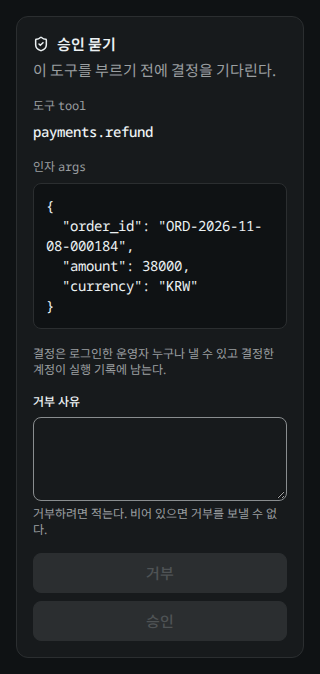 승인 묻기
이 도구를 부르기 전에 결정을 기다린다.
도구 tool
payments.refund
인자 args
{
"order_id": "ORD-2026-11-
08-000184",
"amount": 38000,
"currency": "KRW"
}
결정은 로그인한 운영자 누구나 낼 수 있고 결정한
계정이 실행 기록에 남는다.
거부 사유
거부하려면 적는다. 비어 있으면 거부를 보낼 수 없
다.
거부
승인